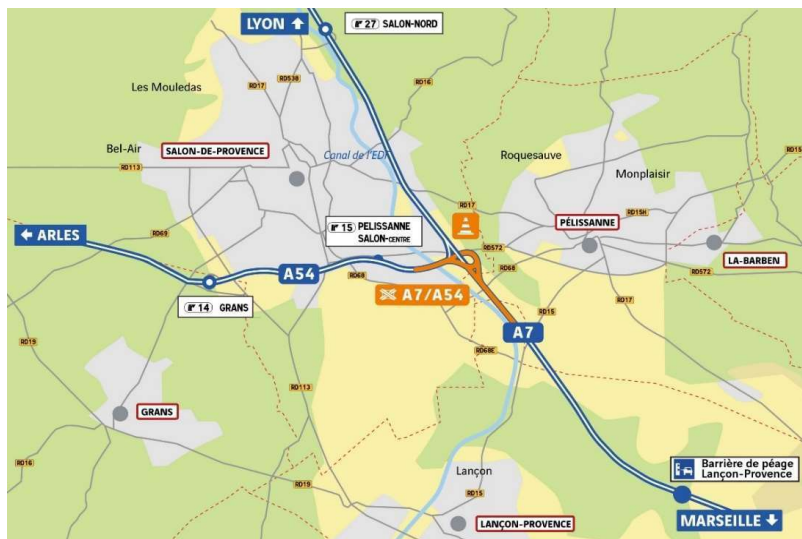 LYON
27 SALON-NORD
RD538
RD17
RD16
Les Mouledas
Bel-Air
SALON-DE-PROVENCE
Canal de l'EDF
Roquesauve
RD15
RD113
Monplaisir
RD17
RD15H
ARLES
RD69
15 PELISSANNE
SALON-CENTRE
PÉLISSANNE
RD572
LA-BARBEN
A54
RD68
RD68
RD572
14 GRANS
A7/A54
RD17
RD15
A7
RD19
RD68E
RD113
GRANS
RD16
Lançon
Barrière de péage
Lançon-Provence
RD19
RD15
LANÇON-PROVENCE
MARSEILLE